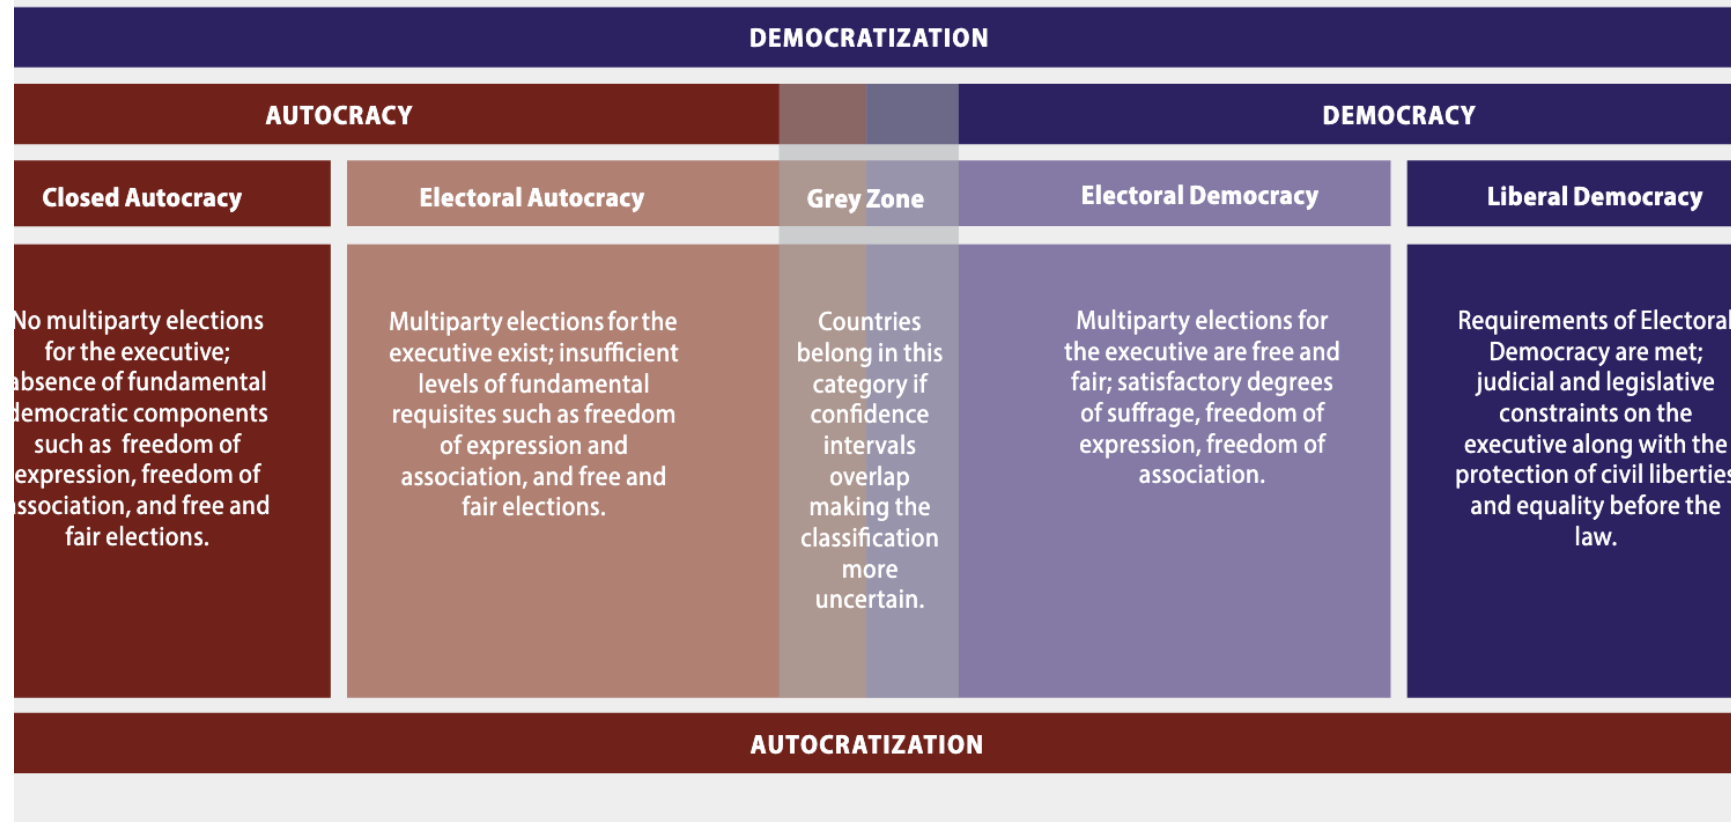 DEMOCRATIZATION
AUTOCRACY
DEMOCRACY
Closed Autocracy
Electoral Autocracy
Grey Zone
Electoral Democracy
Liberal Democracy
No multiparty elections
for the executive;
absence of fundamental
democratic components
such as freedom of
expression, freedom of
association, and free and
fair elections.
Multiparty elections for the
executive exist; insufficient
levels of fundamental
requisites such as freedom
of expression and
association, and free and
fair elections.
Countries
belong in this
category if
confidence
intervals
overlap
making the
classification
more
uncertain.
Multiparty elections for
the executive are free and
fair; satisfactory degrees
of suffrage, freedom of
expression, freedom of
association.
Requirements of Electoral
Democracy are met;
judicial and legislative
constraints on the
executive along with the
protection of civil liberties
and equality before the
law.
AUTOCRATIZATION